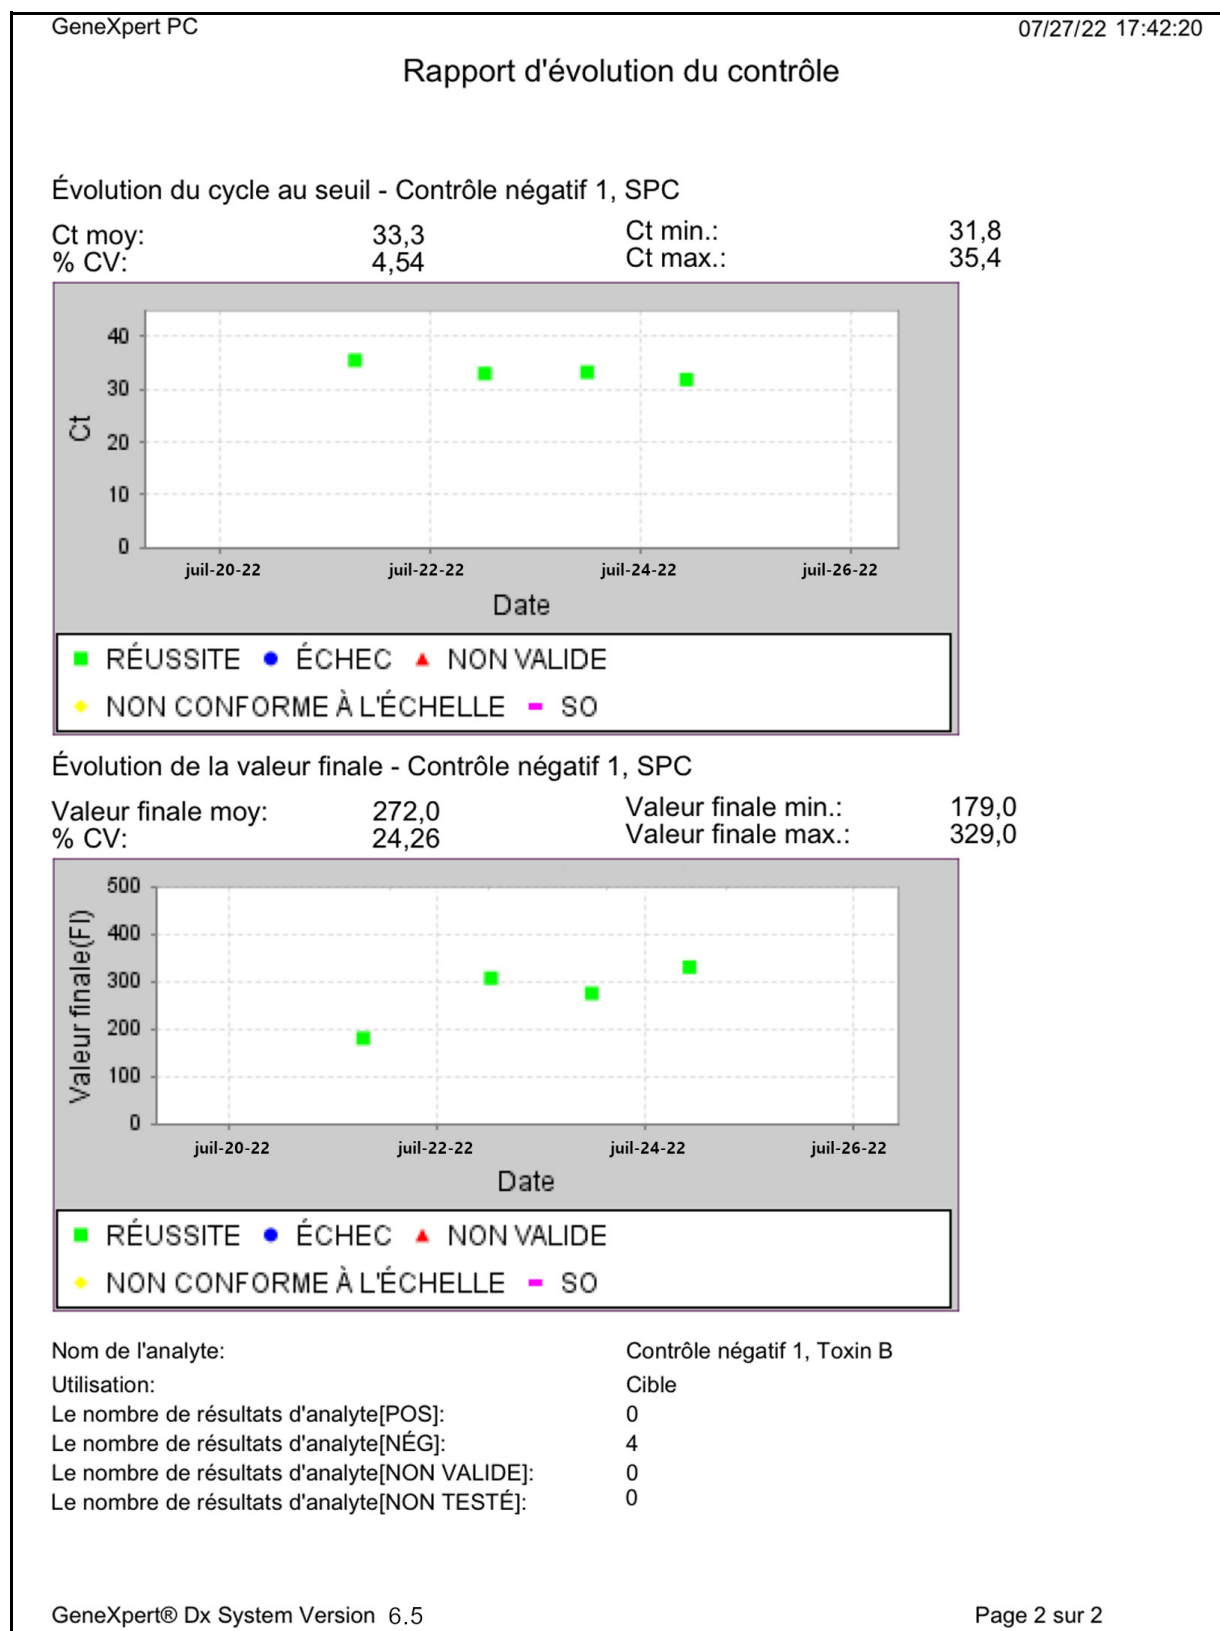 GeneXpert PC 07/27/22 17:42:20
Rapport d'évolution du contrôle
Évolution du cycle au seuil - Contrôle négatif 1, SPC
Ct moy: 33,3 Ct min.: 31,8
% CV: 4,54 Ct max.: 35,4
40
30
20
10
0
Ct
juil-20-22 juil-22-22 juil-24-22 juil-26-22
Date
RÉUSSITE ÉCHEC NON VALIDE
NON CONFORME À L'ÉCHELLE SO
Évolution de la valeur finale - Contrôle négatif 1, SPC
Valeur finale moy: 272,0 Valeur finale min.: 179,0
% CV: 24,26 Valeur finale max.: 329,0
500
400
300
200
100
0
Valeur finale(FI)
juil-20-22 juil-22-22 juil-24-22 juil-26-22
Date
RÉUSSITE ÉCHEC NON VALIDE
NON CONFORME À L'ÉCHELLE SO
Nom de l'analyte: Contrôle négatif 1, Toxin B
Utilisation: Cible
Le nombre de résultats d'analyte[POS]: 0
Le nombre de résultats d'analyte[NÉG]: 4
Le nombre de résultats d'analyte[NON VALIDE]: 0
Le nombre de résultats d'analyte[NON TESTÉ]: 0
GeneXpert® Dx System Version 6.5 Page 2 sur 2